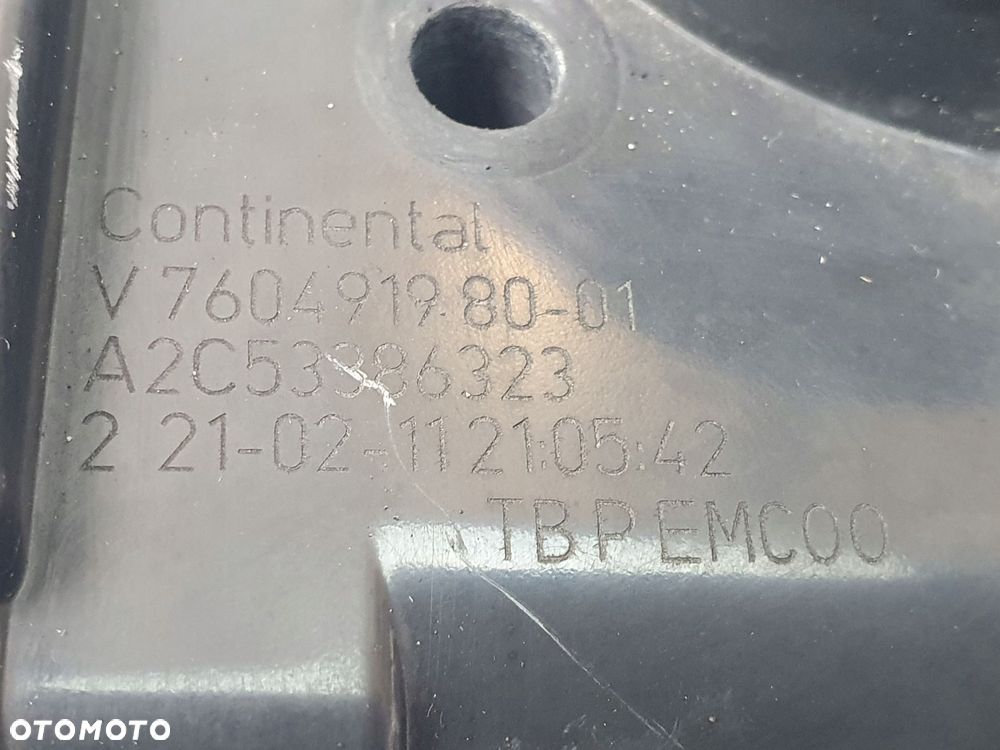 Continental
V 7604919 80-01
A2C53386323
2 21-02-11 21:05:42
TBP EMC00
OTOMOTO